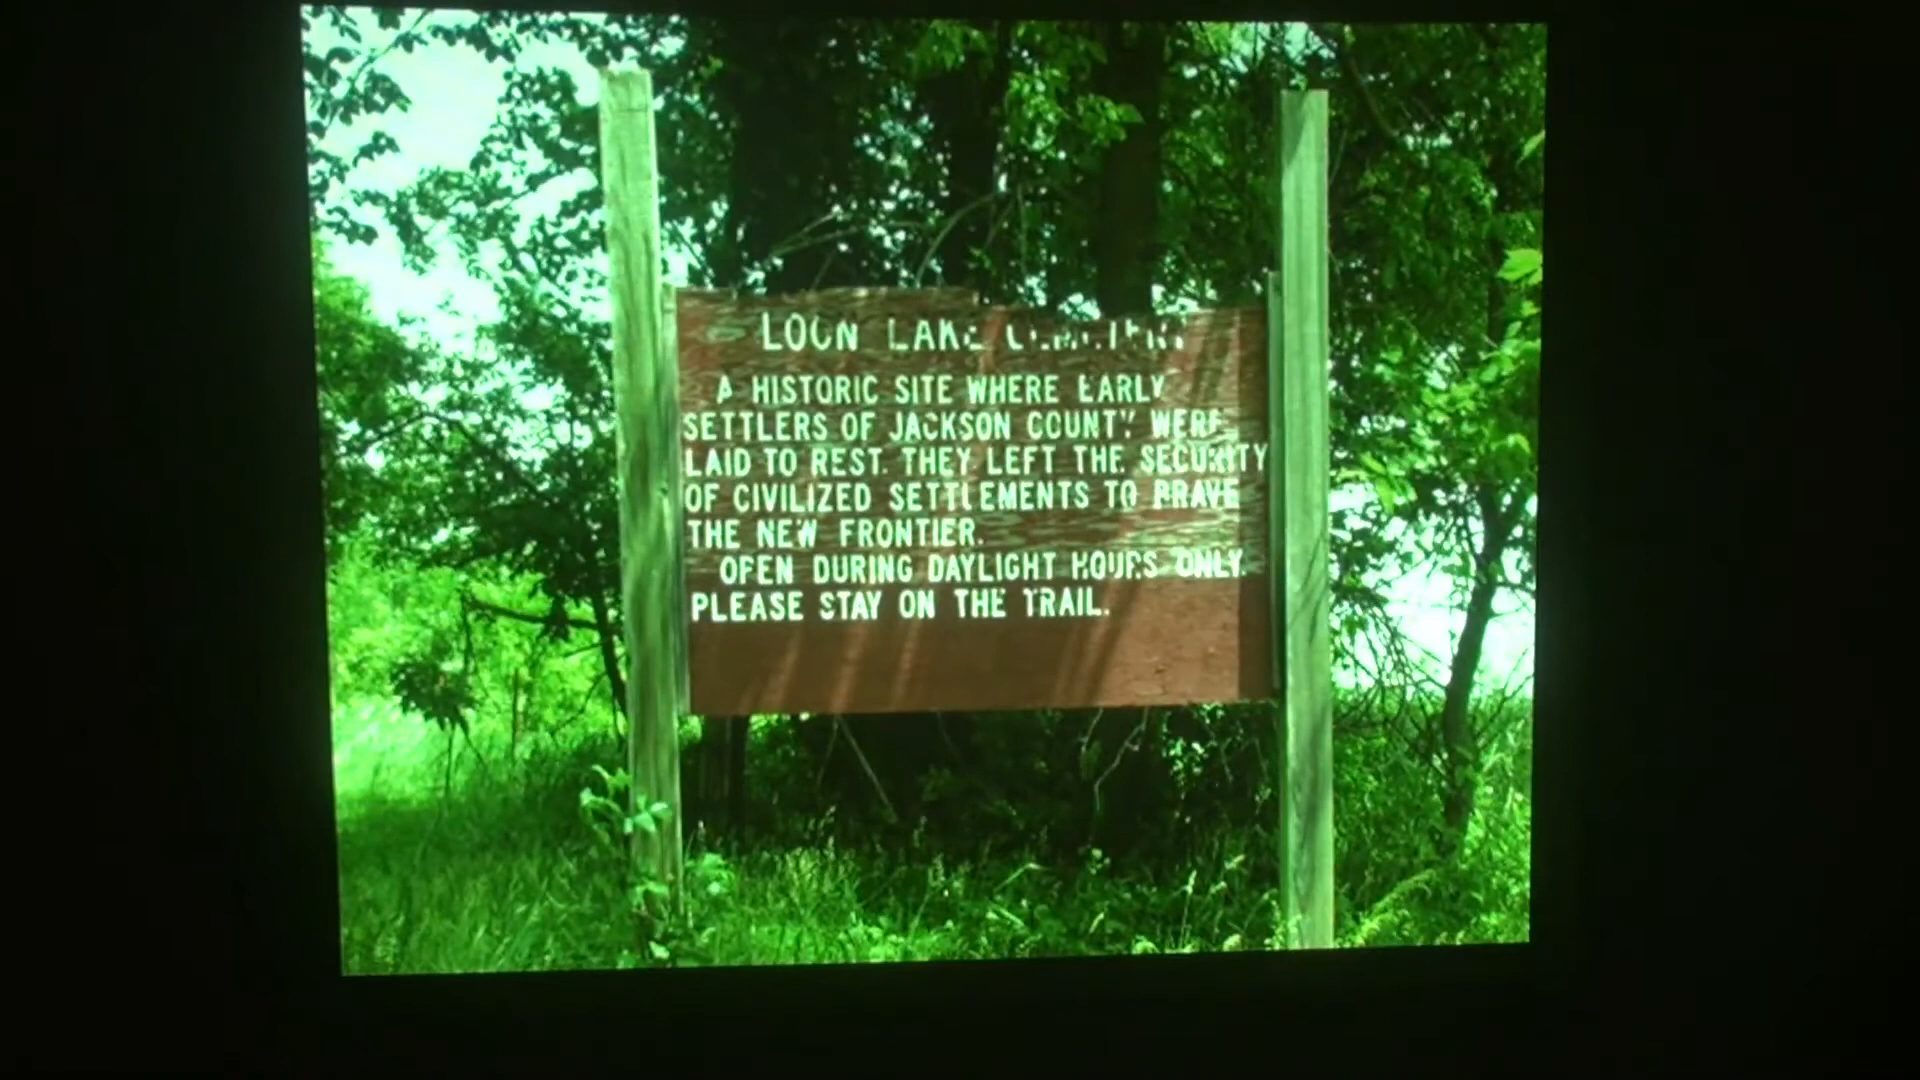 LOON LAKE CEMETERY
A HISTORIC SITE WHERE EARLY
SETTLERS OF JACKSON COUNTY WERE
LAID TO REST. THEY LEFT THE SECURITY
OF CIVILIZED SETTLEMENTS TO BRAVE
THE NEW FRONTIER.
OPEN DURING DAYLIGHT HOURS ONLY.
PLEASE STAY ON THE TRAIL.